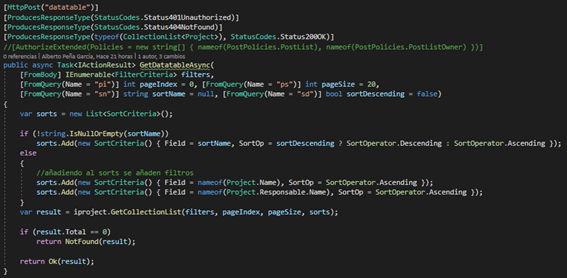 [HttpPost("datatable")]
[ProducesResponseType(StatusCodes.Status401Unauthorized)]
[ProducesResponseType(StatusCodes.Status404NotFound)]
[ProducesResponseType(typeof(CollectionList<Project>), StatusCodes.Status200OK)]
//[AuthorizeExtended(Policies = new string[] { nameof(PostPolicies.PostList), nameof(PostPolicies.PostListOwner) })]
0 referencias | Alberto Peña García, Hace 21 horas | 1 autor, 3 cambios
public async Task<IActionResult> GetDatatableAsync(
[FromBody] IEnumerable<FilterCriteria> filters,
[FromQuery(Name = "pi")] int pageIndex = 0, [FromQuery(Name = "ps")] int pageSize = 20,
[FromQuery(Name = "sn")] string sortName = null, [FromQuery(Name = "sd")] bool sortDescending = false)
{
var sorts = new List<SortCriteria>();
if (!string.IsNullOrEmpty(sortName))
sorts.Add(new SortCriteria() { Field = sortName, SortOp = sortDescending ? SortOperator.Descending : SortOperator.Ascending });
else
{
//añadiendo al sorts se añaden filtros
sorts.Add(new SortCriteria() { Field = nameof(Project.Name), SortOp = SortOperator.Ascending });
sorts.Add(new SortCriteria() { Field = nameof(Project.Responsable.Name), SortOp = SortOperator.Ascending });
}
var result = iproject.GetCollectionList(filters, pageIndex, pageSize, sorts);
if (result.Total == 0)
return NotFound(result);
return Ok(result);
}